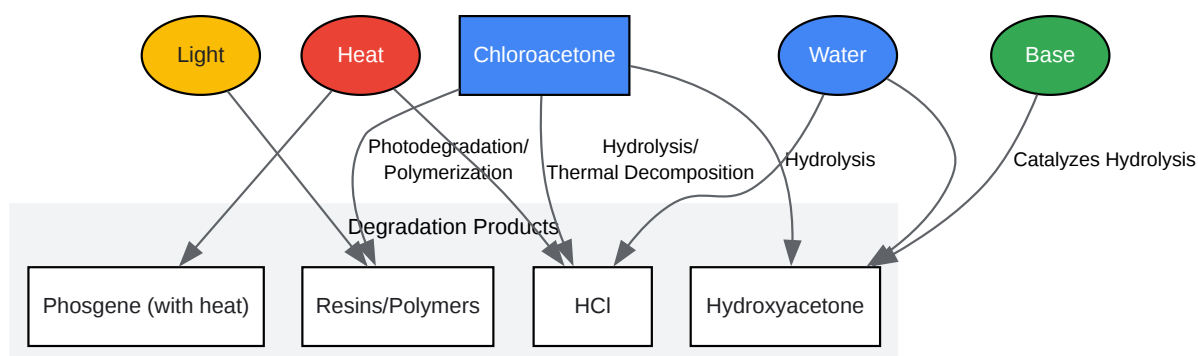 Light
Heat
Chloroacetone
Water
Base
Photodegradation/
Polymerization
Hydrolysis/
Thermal Decomposition
Hydrolysis
Catalyzes Hydrolysis
Degradation Products
Phosgene (with heat)
Resins/Polymers
HCl
Hydroxyacetone